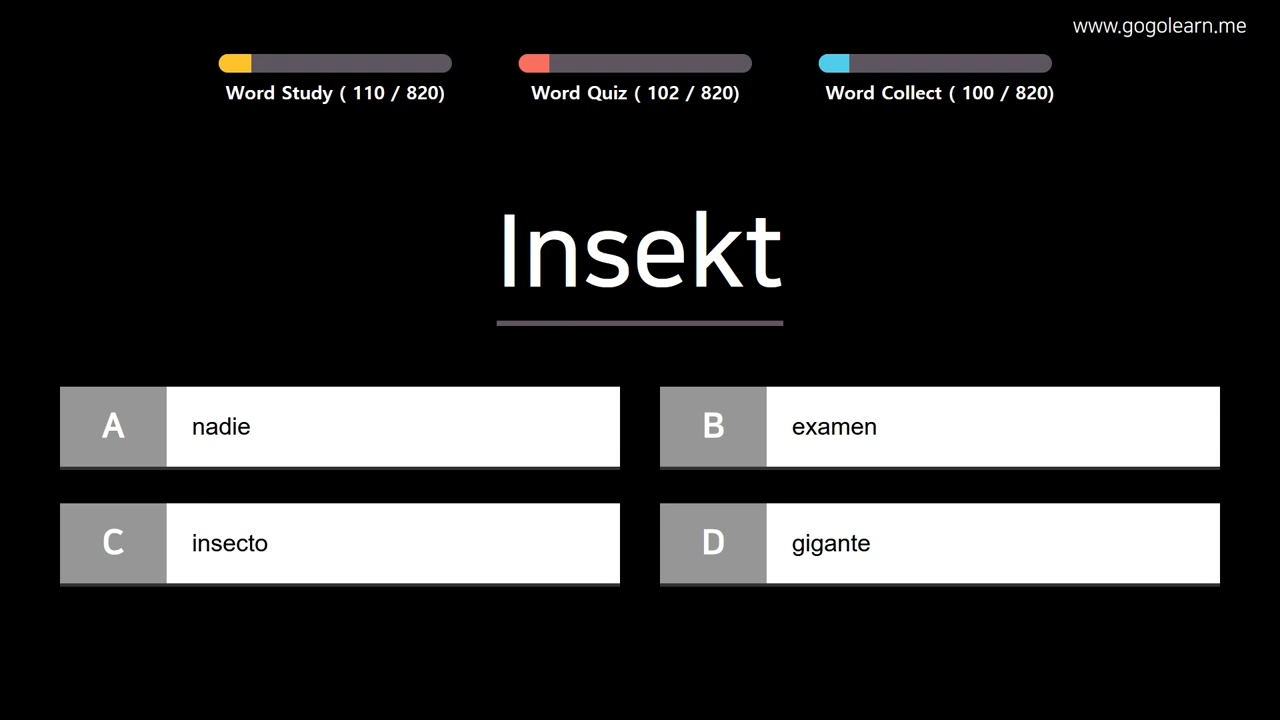 www.gogolearn.me
Word Study ( 110 / 820)
Word Quiz ( 102 / 820)
Word Collect ( 100 / 820)
Insekt
A nadie
B examen
C insecto
D gigante